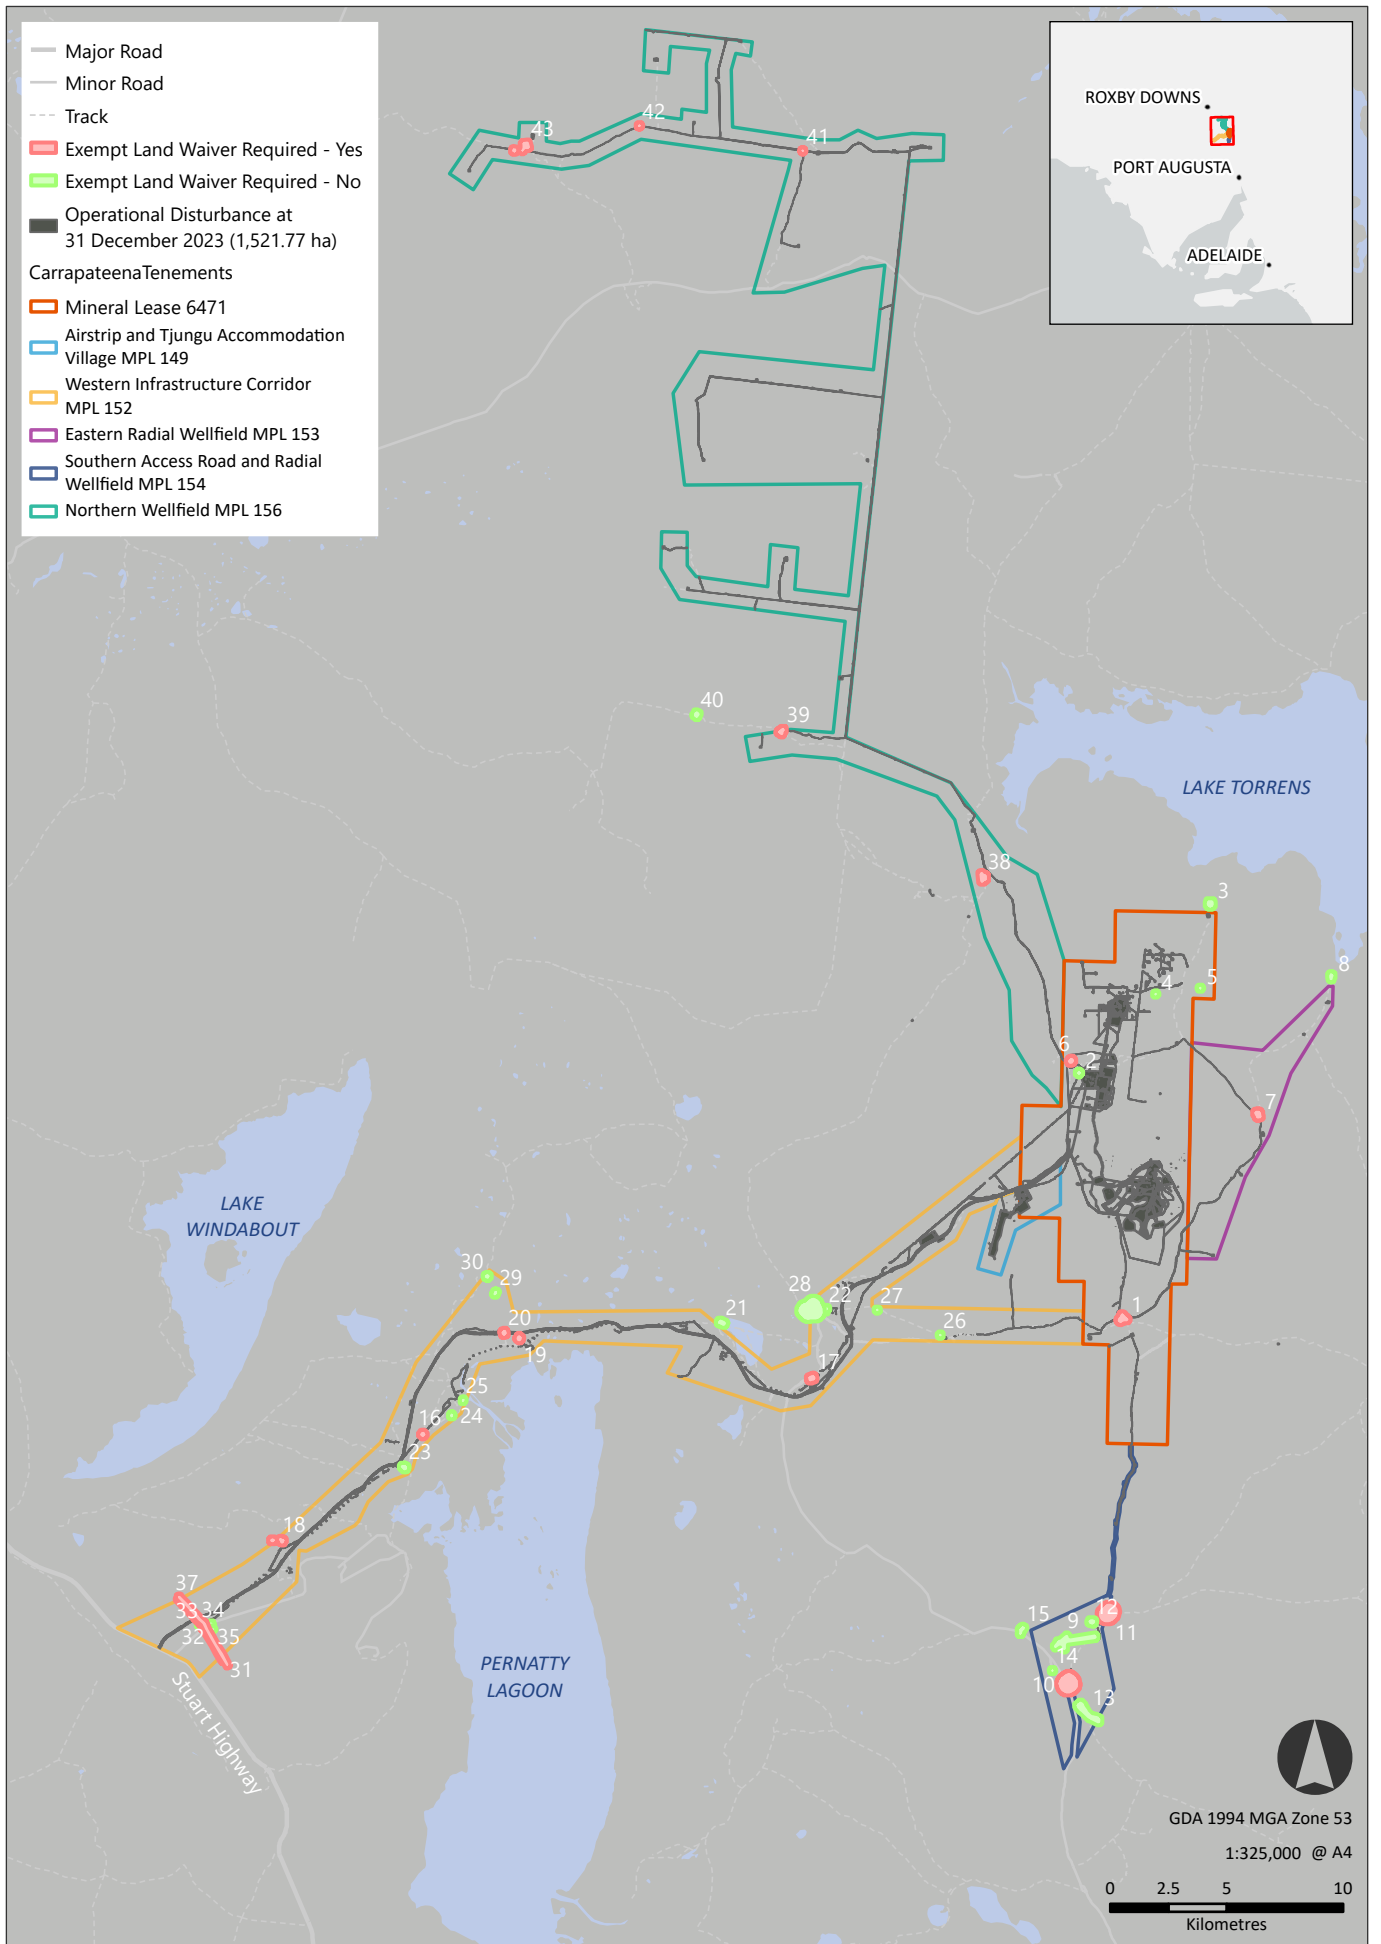 Major Road
Minor Road
Track
Exempt Land Waiver Required - Yes
Exempt Land Waiver Required - No
Operational Disturbance at
31 December 2023 (1,521.77 ha)
CarrapateenaTenements
Mineral Lease 6471
Airstrip and Tjungu Accommodation
Village MPL 149
Western Infrastructure Corridor
MPL 152
Eastern Radial Wellfield MPL 153
Southern Access Road and Radial
Wellfield MPL 154
Northern Wellfield MPL 156
ROXBY DOWNS
PORT AUGUSTA
ADELAIDE
42
43
41
40
39
LAKE TORRENS
38
3
8
5
4
6
2
7
LAKE
WINDABOUT
30
29
28
22
27
21
20
19
26
1
17
25
24
16
23
18
37
33
34
32
35
31
Stuart Highway
PERNATTY
LAGOON
15
9
12
11
14
10
13
GDA 1994 MGA Zone 53
1:325,000 @ A4
0 2.5 5 10
Kilometres